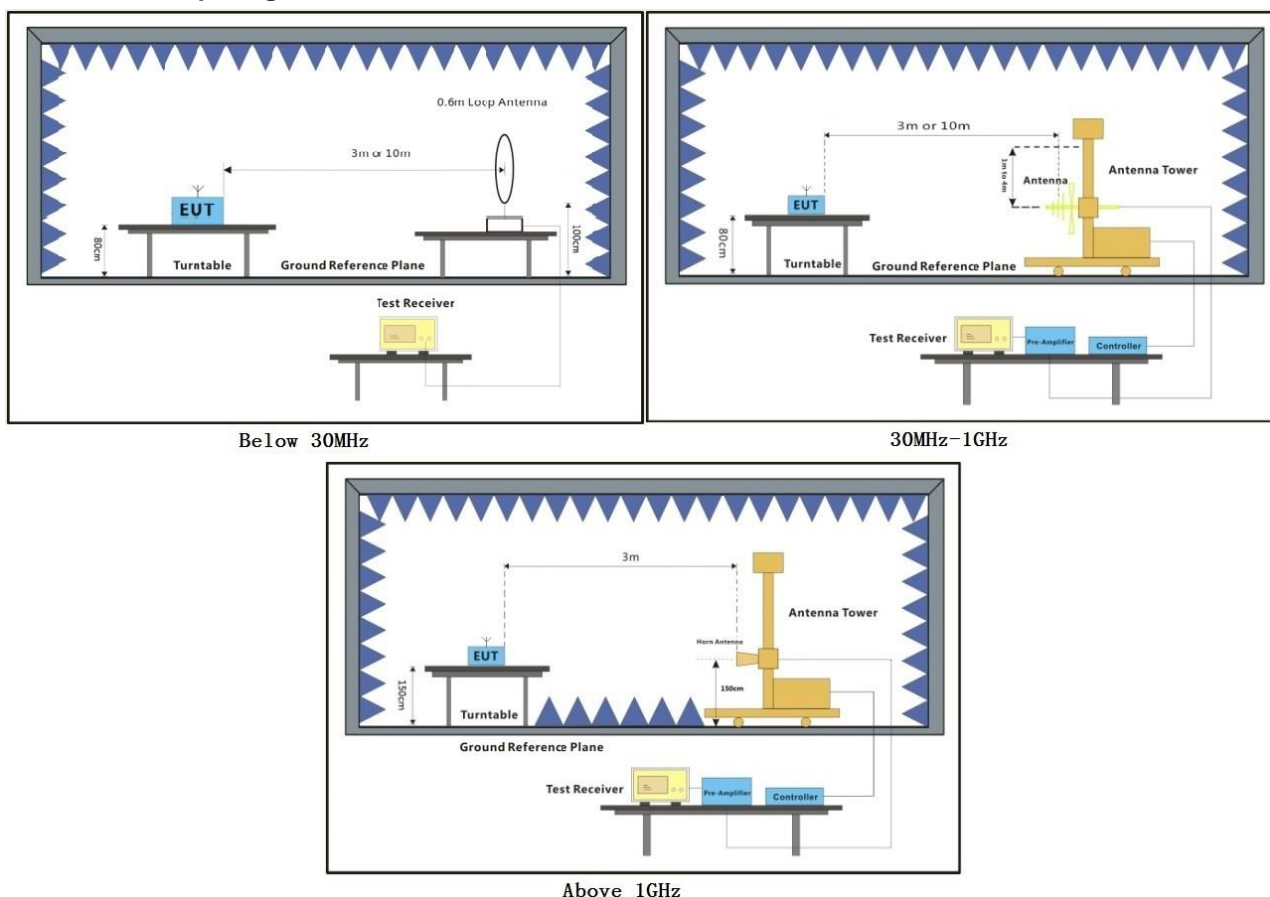 0.6m Loop Antenna
3m or 10m
EUT
80cm
100cm
Turntable
Ground Reference Plane
Test Receiver
Below 30MHz
3m or 10m
1m to 4m
Antenna
Antenna Tower
EUT
80cm
Turntable
Ground Reference Plane
Test Receiver
Pre-Amplifier
Controller
30MHz-1GHz
3m
Antenna Tower
Horn Antenna
EUT
150cm
150cm
Turntable
Ground Reference Plane
Test Receiver
Pre-Amplifier
Controller
Above 1GHz